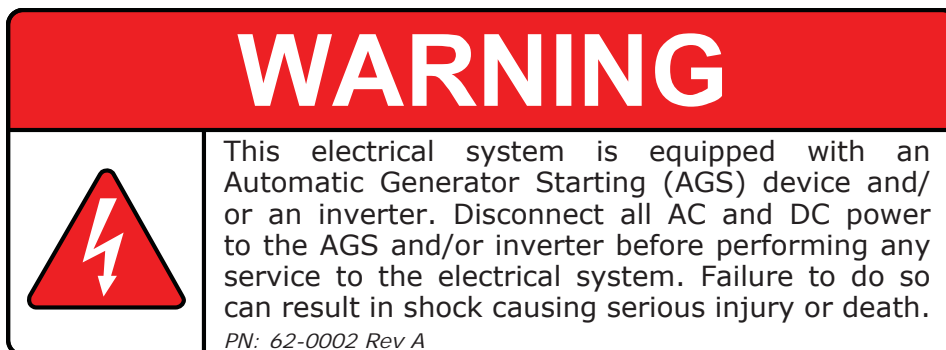 WARNING
This electrical system is equipped with an
Automatic Generator Starting (AGS) device and/
or an inverter. Disconnect all AC and DC power
to the AGS and/or inverter before performing any
service to the electrical system. Failure to do so
can result in shock causing serious injury or death.
PN: 62-0002 Rev A